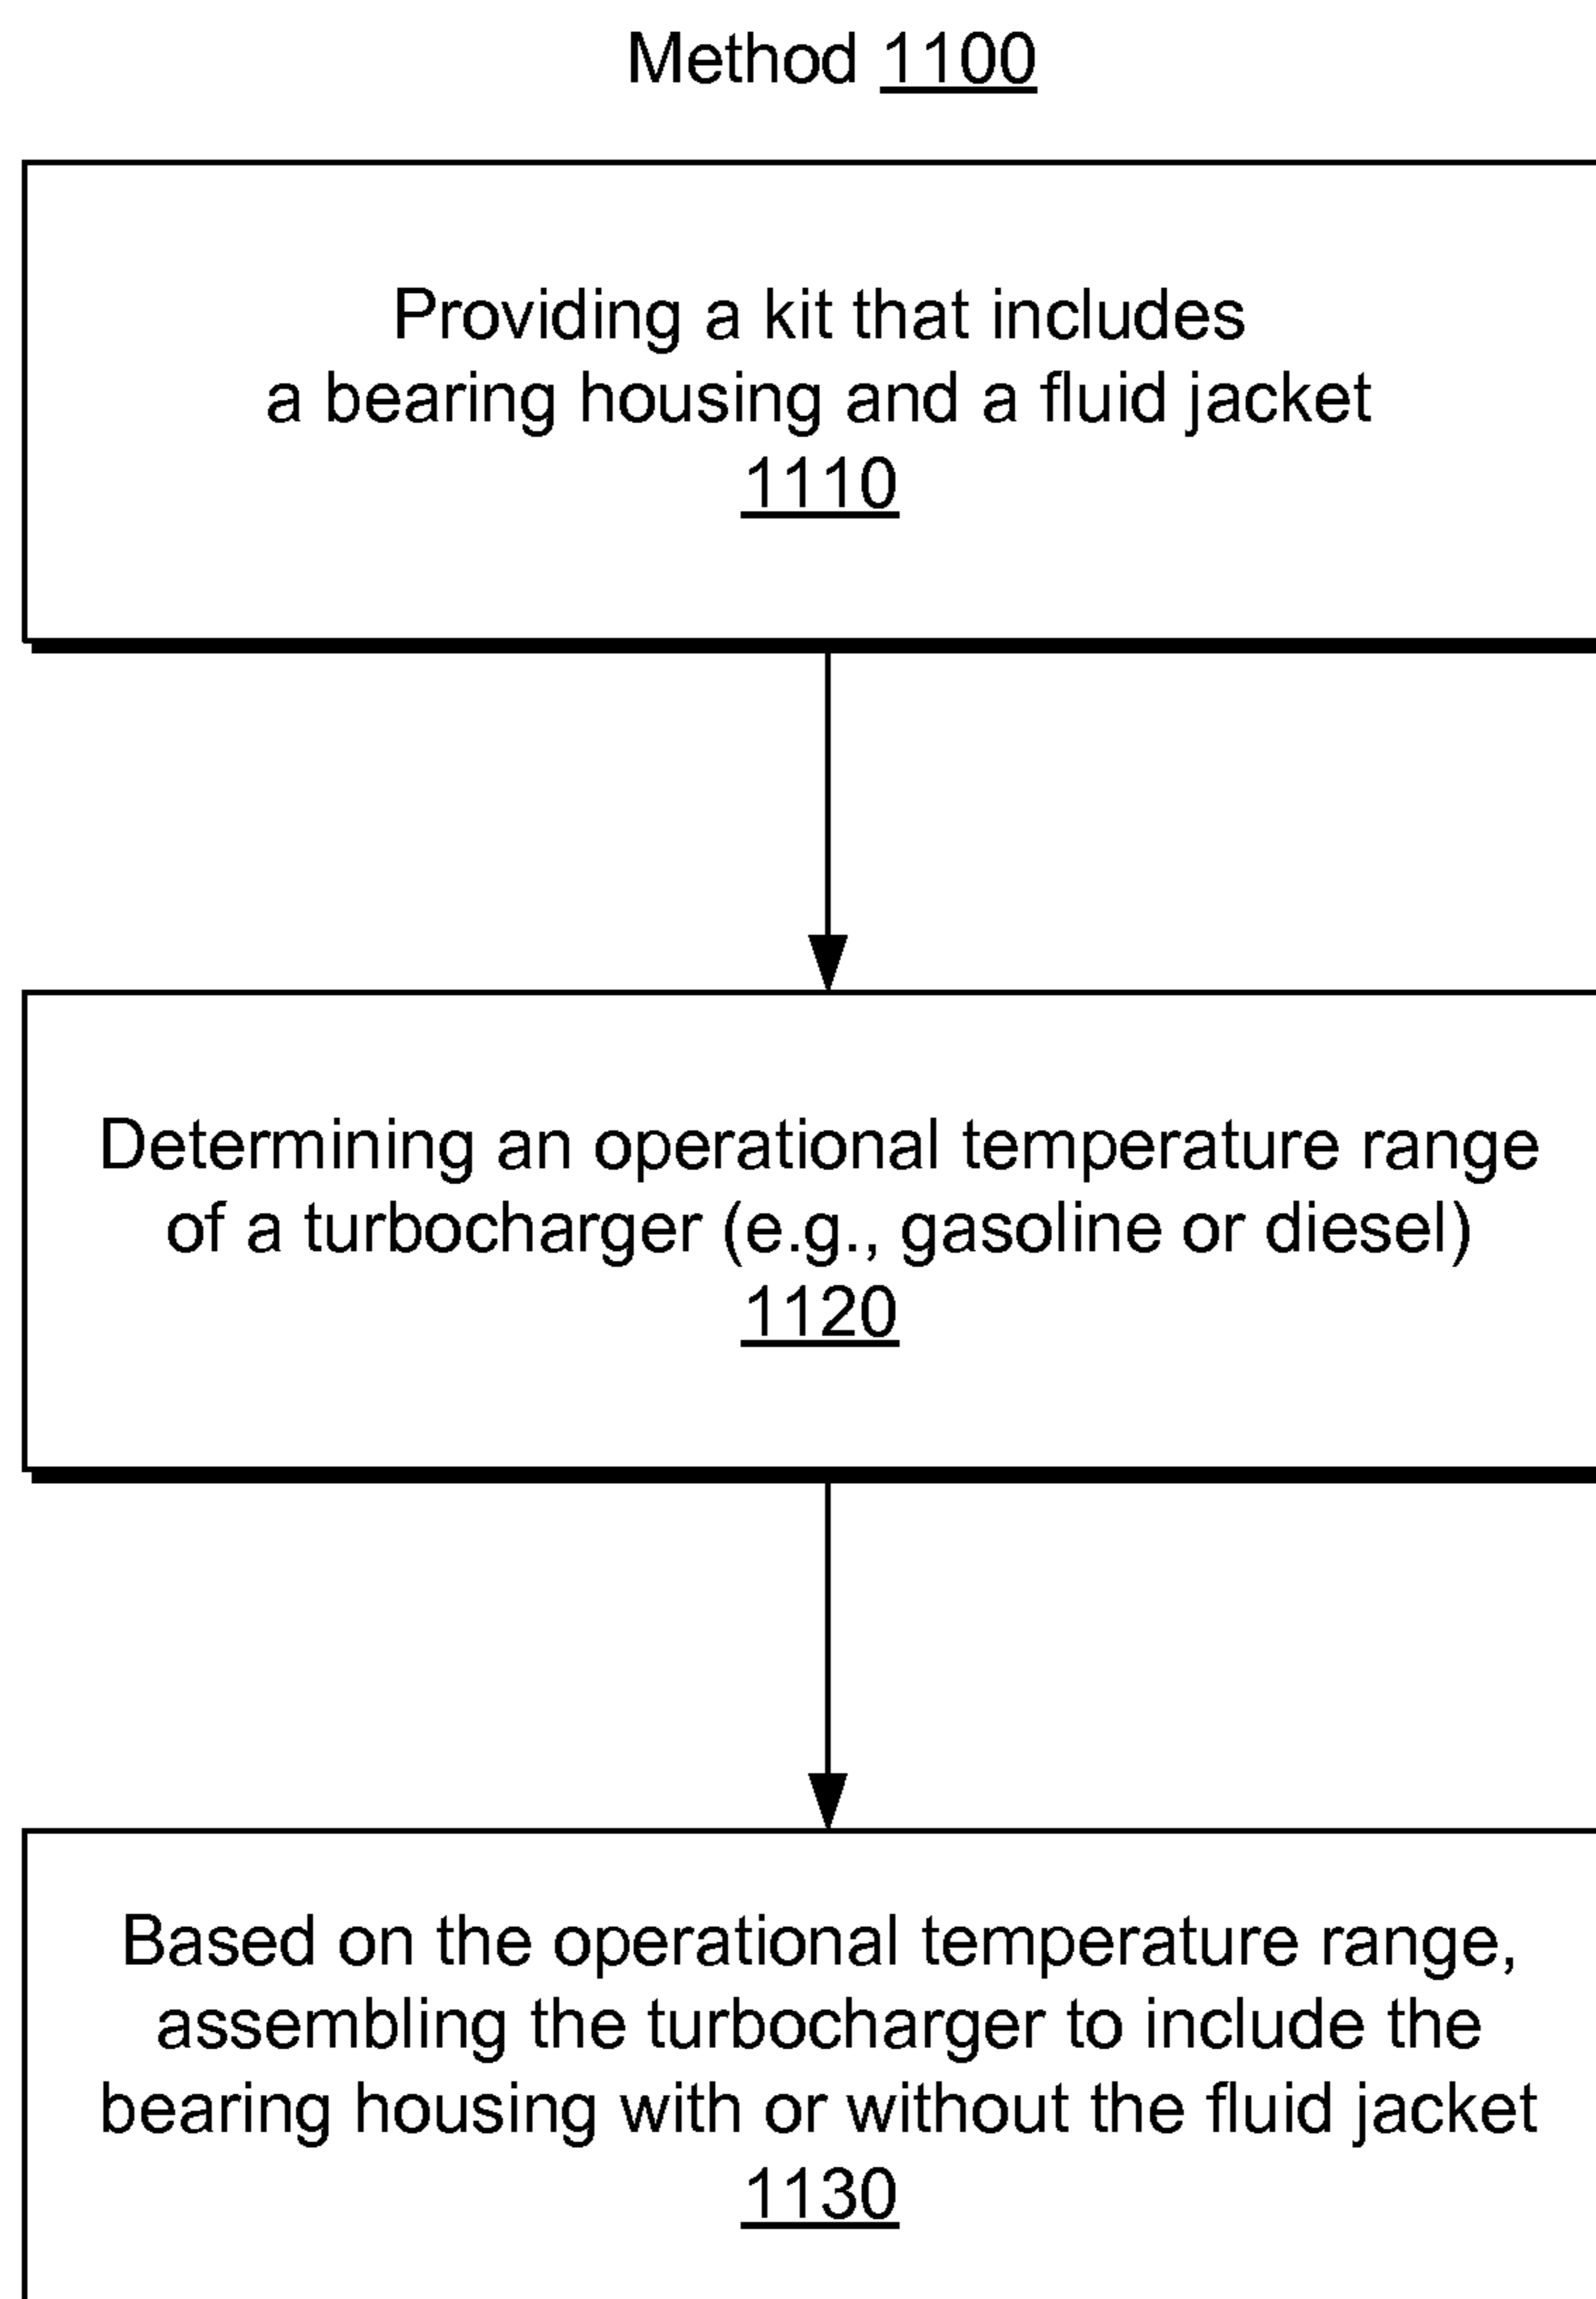 Method 1100
Providing a kit that includes
a bearing housing and a fluid jacket
1110
Determining an operational temperature range
of a turbocharger (e.g., gasoline or diesel)
1120
Based on the operational temperature range,
assembling the turbocharger to include the
bearing housing with or without the fluid jacket
1130